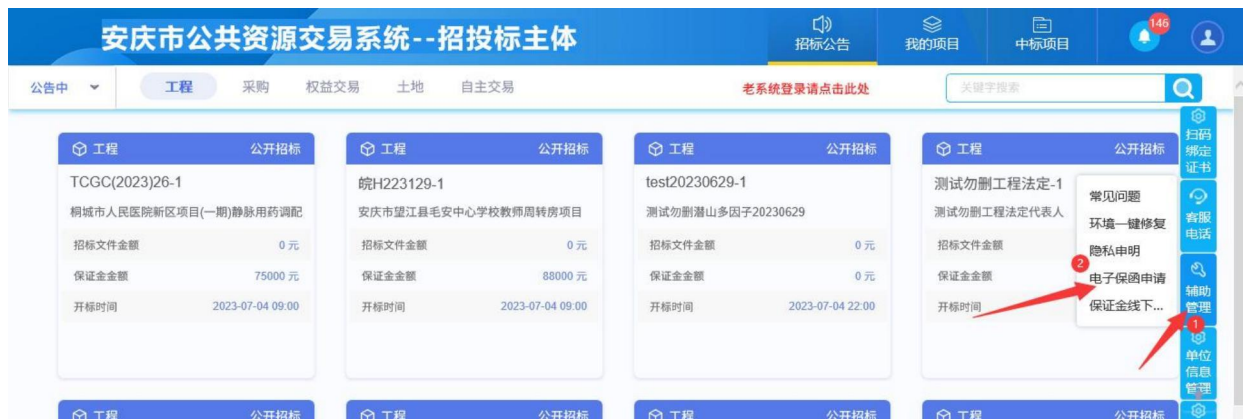 安庆市公共资源交易系统--招投标主体
招标公告
我的项目
中标项目
146
公告中
工程
采购
权益交易
土地
自主交易
老系统登录请点击此处
关键字搜索
工程 公开招标
TCGC(2023)26-1
桐城市人民医院新区项目(一期)静脉用药调配
招标文件金额 0 元
保证金金额 75000 元
开标时间 2023-07-04 09:00
工程 公开招标
皖H223129-1
安庆市望江县毛安中心学校教师周转房项目
招标文件金额 0 元
保证金金额 88000 元
开标时间 2023-07-04 09:00
工程 公开招标
test20230629-1
测试勿删潜山多因子20230629
招标文件金额 0 元
保证金金额 0 元
开标时间 2023-07-04 22:00
工程 公开招标
测试勿删工程法定-1
测试勿删工程法定代表人
招标文件金额
保证金金额
开标时间
常见问题
环境一键修复
隐私申明
2
电子保函申请
保证金线下...
扫码
绑定
证书
客服
电话
辅助
管理
1
单位
信息
管理
工程 公开招标
工程 公开招标
工程 公开招标
工程 公开招标